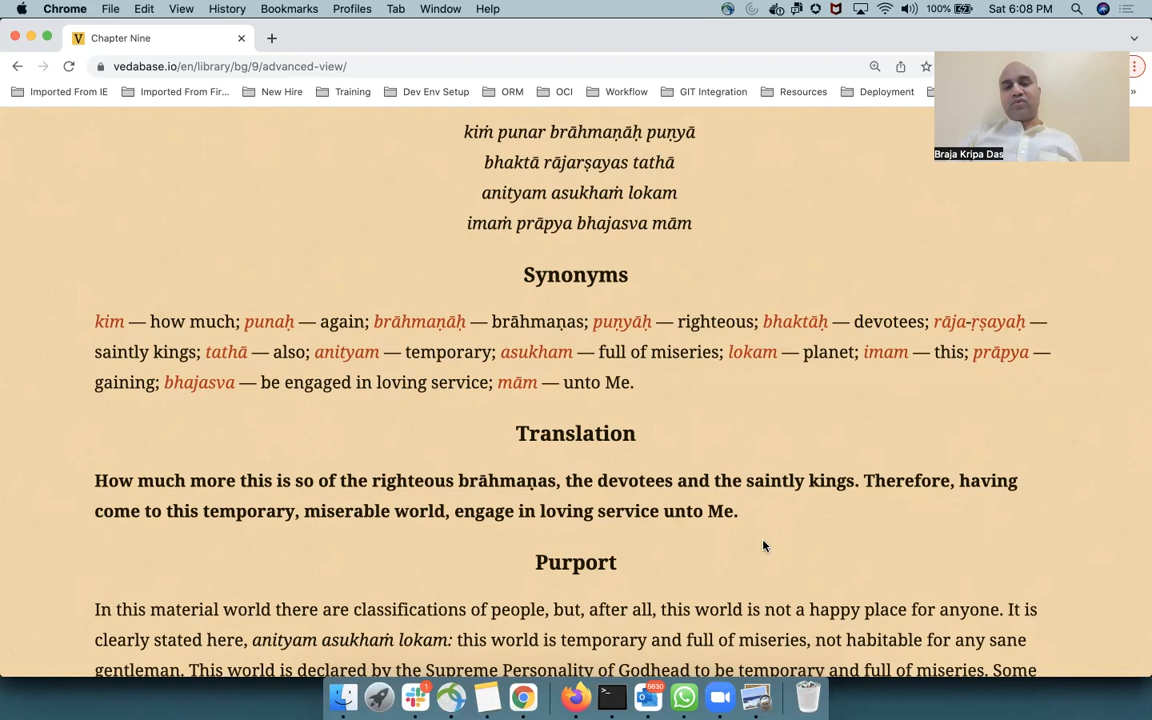 Chrome File Edit View History Bookmarks Profiles Tab Window Help 100% Sat 6:08 PM
Chapter Nine
vedabase.io/en/library/bg/9/advanced-view/
Imported From IE Imported From Fir... New Hire Training Dev Env Setup ORM OCI Workflow GIT Integration Resources Deployment »
Braja Kripa Das
kiṁ punar brāhmaṇāḥ puṇyā
bhaktā rājarṣayas tathā
anityam asukhaṁ lokam
imaṁ prāpya bhajasva mām
Synonyms
kim — how much; punaḥ — again; brāhmaṇāḥ — brāhmaṇas; puṇyāḥ — righteous; bhaktāḥ — devotees; rāja-ṛṣayaḥ —
saintly kings; tathā — also; anityam — temporary; asukham — full of miseries; lokam — planet; imam — this; prāpya —
gaining; bhajasva — be engaged in loving service; mām — unto Me.
Translation
How much more this is so of the righteous brāhmaṇas, the devotees and the saintly kings. Therefore, having
come to this temporary, miserable world, engage in loving service unto Me.
Purport
In this material world there are classifications of people, but, after all, this world is not a happy place for anyone. It is
clearly stated here, anityam asukhaṁ lokam: this world is temporary and full of miseries, not habitable for any sane
gentleman. This world is declared by the Supreme Personality of Godhead to be temporary and full of miseries. Some